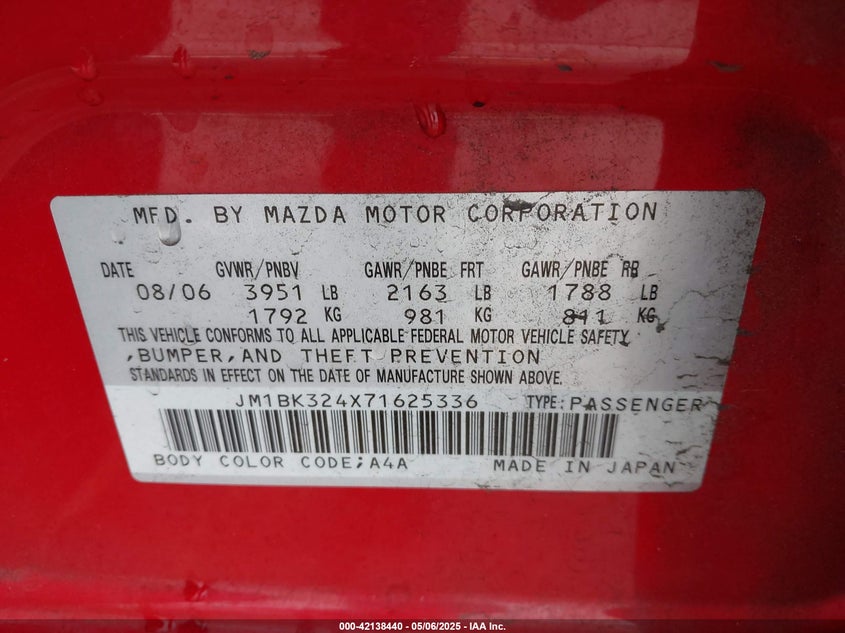 MFD. BY MAZDA MOTOR CORPORATION
DATE GVWR/PNBV GAWR/PNBE FRT GAWR/PNBE RR
08/06 3951 LB 2163 LB 1788 LB
1792 KG 981 KG 811 KG
THIS VEHICLE CONFORMS TO ALL APPLICABLE FEDERAL MOTOR VEHICLE SAFETY
,BUMPER,AND THEFT PREVENTION
STANDARDS IN EFFECT ON THE DATE OF MANUFACTURE SHOWN ABOVE.
JM1BK324X71625336 TYPE:PASSENGER
BODY COLOR CODE;A4A MADE IN JAPAN
000-42138440 - 05/06/2025 - IAA Inc.